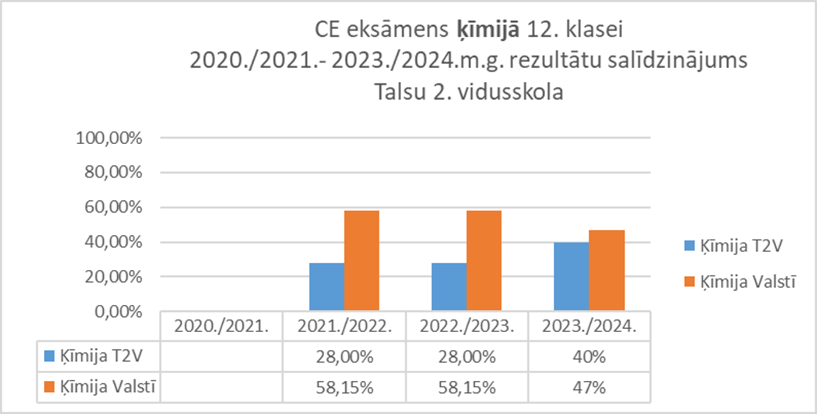 CE eksāmens ķīmijā 12. klasei
2020./2021.- 2023./2024.m.g. rezultātu salīdzinājums
Talsu 2. vidusskola
100,00%
80,00%
60,00%
40,00%
20,00%
0,00%
Ķīmija T2V
Ķīmija Valstī
2020./2021. 2021./2022. 2022./2023. 2023./2024.
Ķīmija T2V 28,00% 28,00% 40%
Ķīmija Valstī 58,15% 58,15% 47%